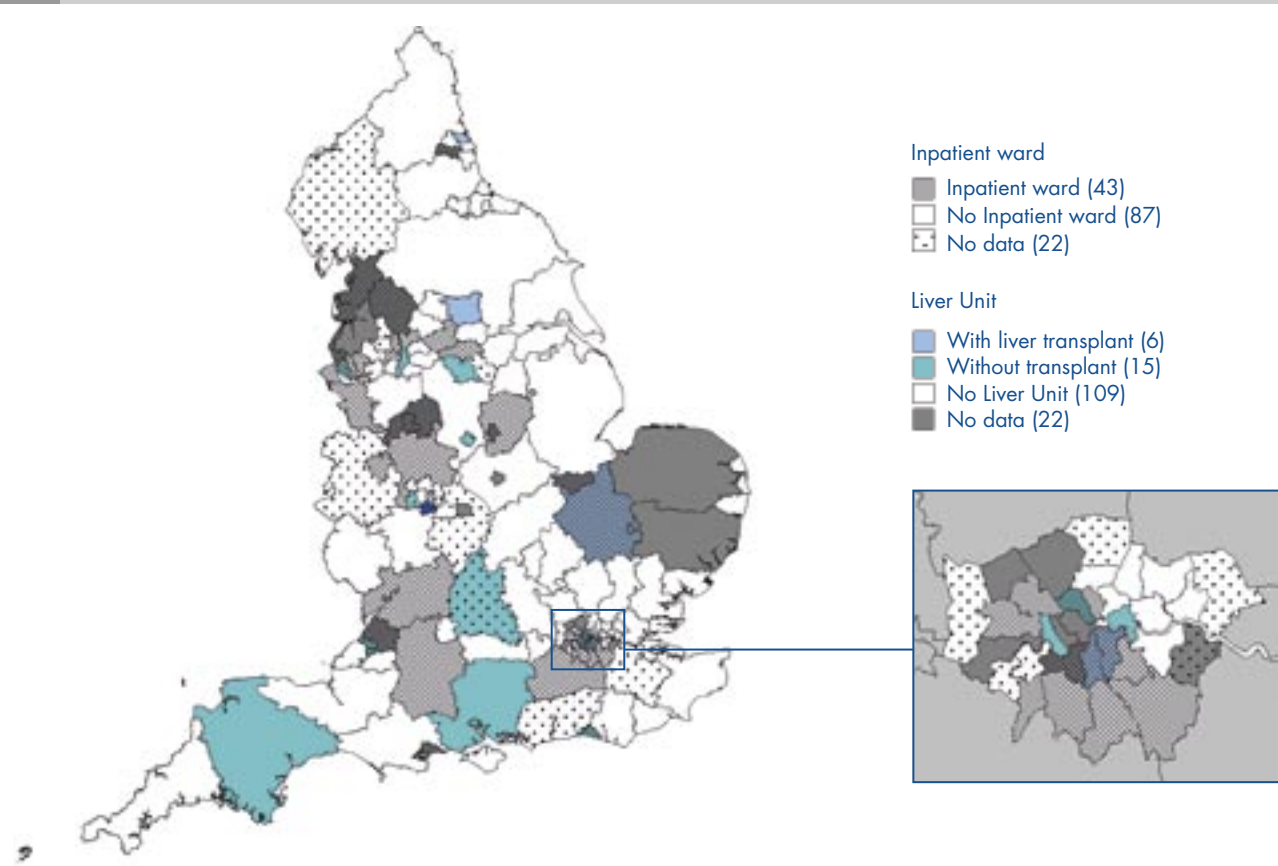 Inpatient ward
Inpatient ward (43)
No Inpatient ward (87)
No data (22)
Liver Unit
With liver transplant (6)
Without transplant (15)
No Liver Unit (109)
No data (22)